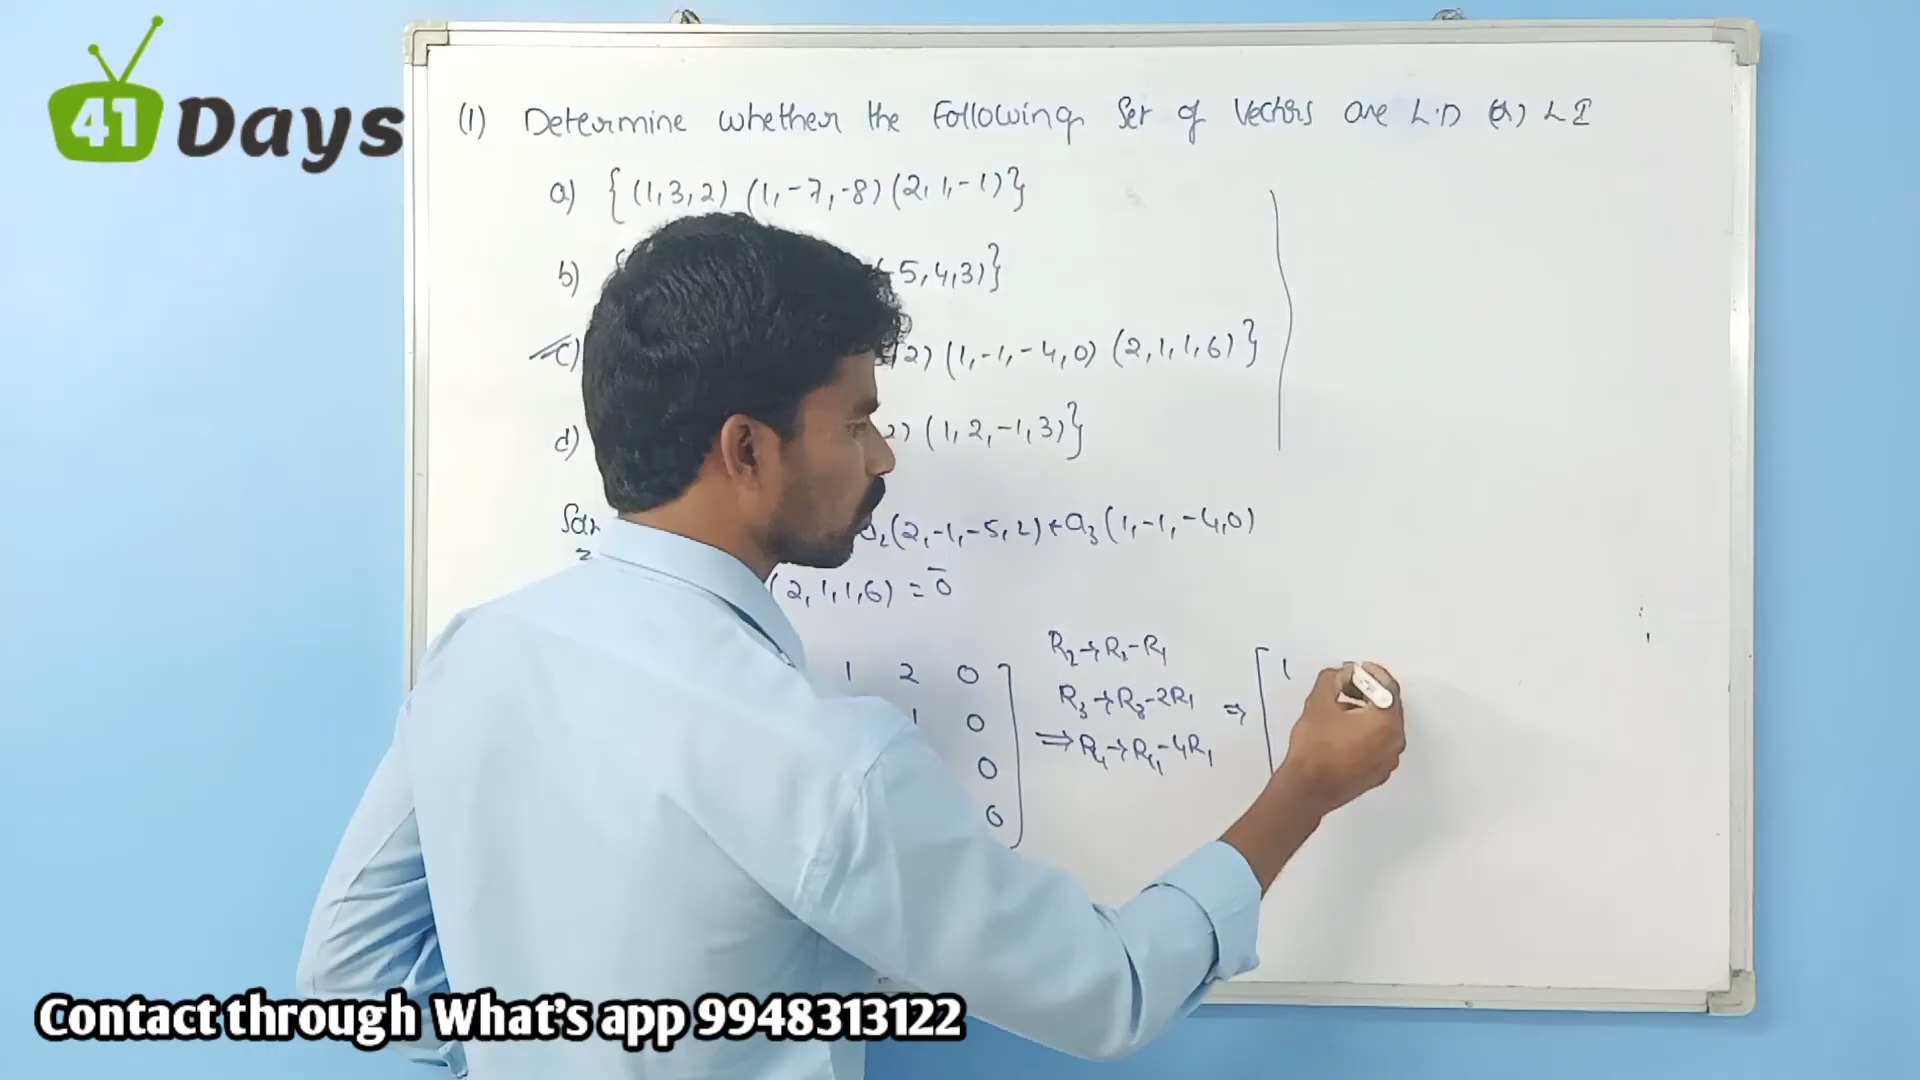 41 Days
(1) Determine whether the Following Set of Vectors are L.D (or) L I
a) { (1,3,2) (1,-7,-8) (2,1,-1)}
b) -5,4,3)}
c) 2) (1,-1,-4,0) (2,1,1,6)}
d) 2) (1,2,-1,3)}
(2,-1,-5,2)+a₃(1,-1,-4,0)
(2,1,1,6) = 0̄
1 2 0
1 0
0
0
R₂→R₂-R₁
R₃→R₃-2R₁
⇒R₄→R₄-4R₁
⇒ [ 1
Contact through What's app 9948313122